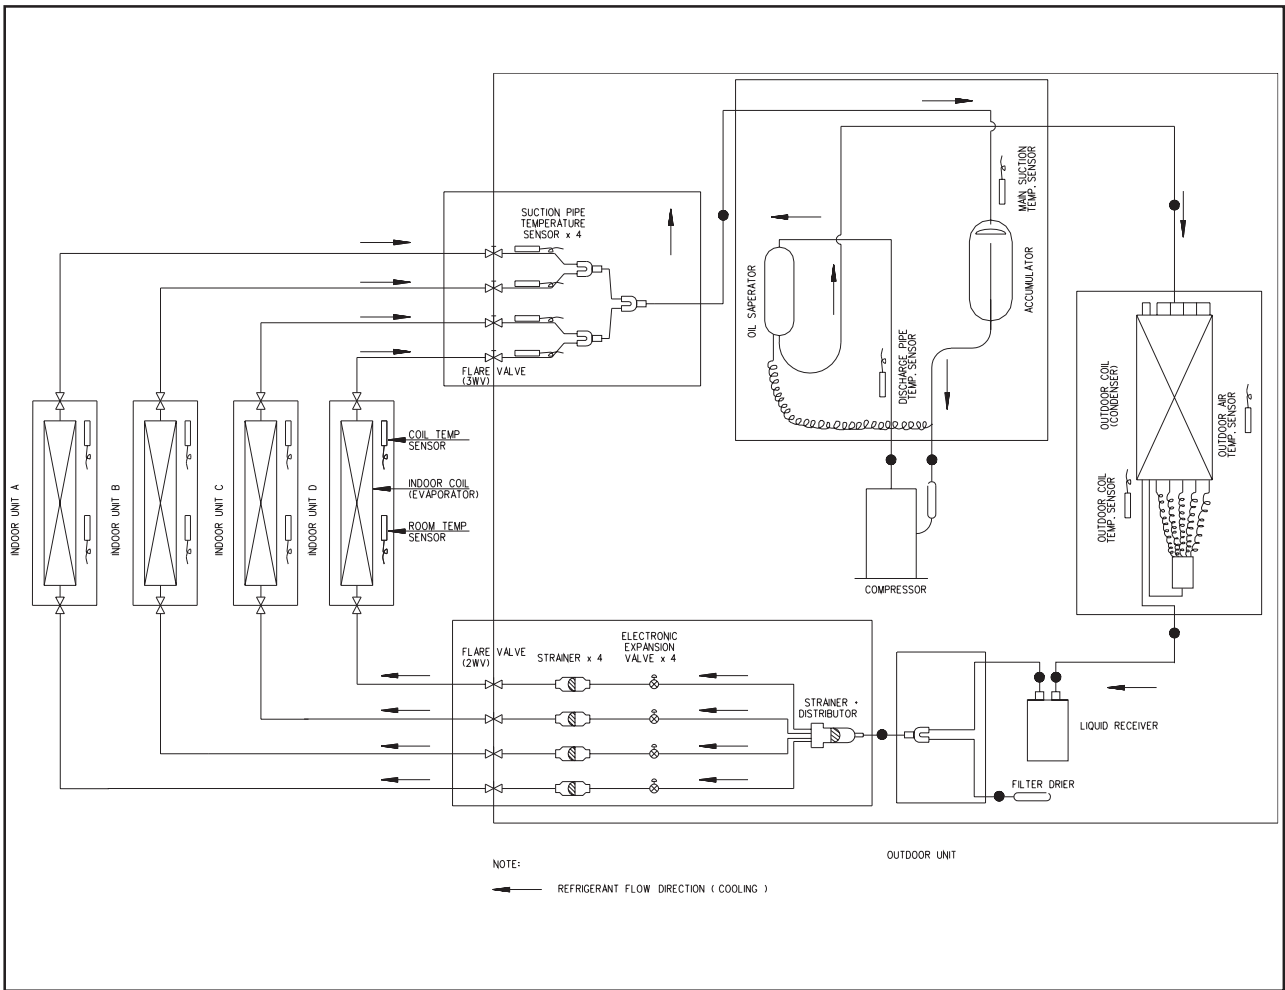 SUCTION PIPE
TEMPERATURE
SENSOR x 4
FLARE VALVE
(3WV)
OIL SAPERATOR
DISCHARGE PIPE
TEMP. SENSOR
MAIN SUCTION
TEMP. SENSOR
ACCUMULATOR
OUTDOOR COIL
(CONDENSER)
OUTDOOR AIR
TEMP. SENSOR
OUTDOOR COIL
TEMP. SENSOR
INDOOR UNIT A
INDOOR UNIT B
INDOOR UNIT C
INDOOR UNIT D
COIL TEMP
SENSOR
INDOOR COIL
(EVAPORATOR)
ROOM TEMP
SENSOR
COMPRESSOR
FLARE VALVE
(2WV)
STRAINER x 4
ELECTRONIC
EXPANSION
VALVE x 4
STRAINER +
DISTRIBUTOR
LIQUID RECEIVER
FILTER DRIER
OUTDOOR UNIT
NOTE:
REFRIGERANT FLOW DIRECTION ( COOLING )